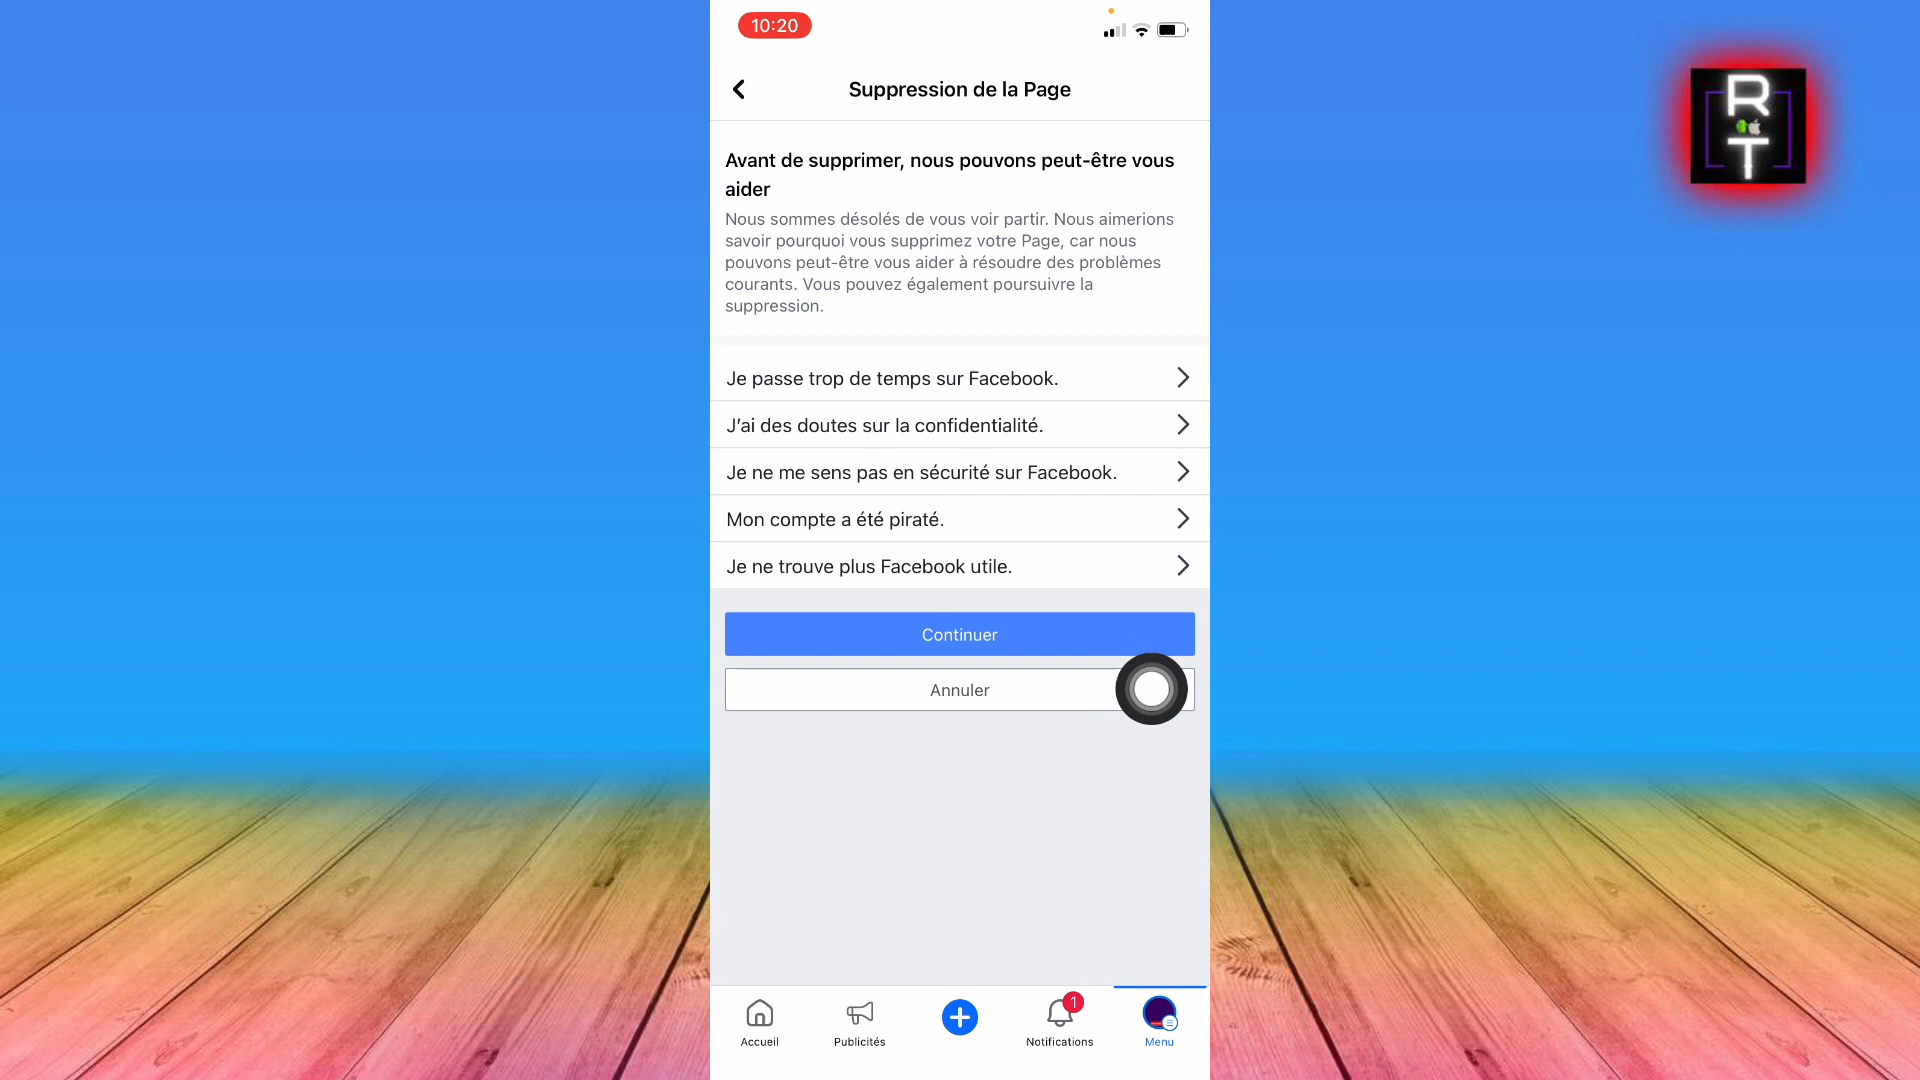 10:20
R
T
Suppression de la Page
Avant de supprimer, nous pouvons peut-être vous
aider
Nous sommes désolés de vous voir partir. Nous aimerions
savoir pourquoi vous supprimez votre Page, car nous
pouvons peut-être vous aider à résoudre des problèmes
courants. Vous pouvez également poursuivre la
suppression.
Je passe trop de temps sur Facebook.
J’ai des doutes sur la confidentialité.
Je ne me sens pas en sécurité sur Facebook.
Mon compte a été piraté.
Je ne trouve plus Facebook utile.
Continuer
Annuler
1
Accueil
Publicités
Notifications
Menu